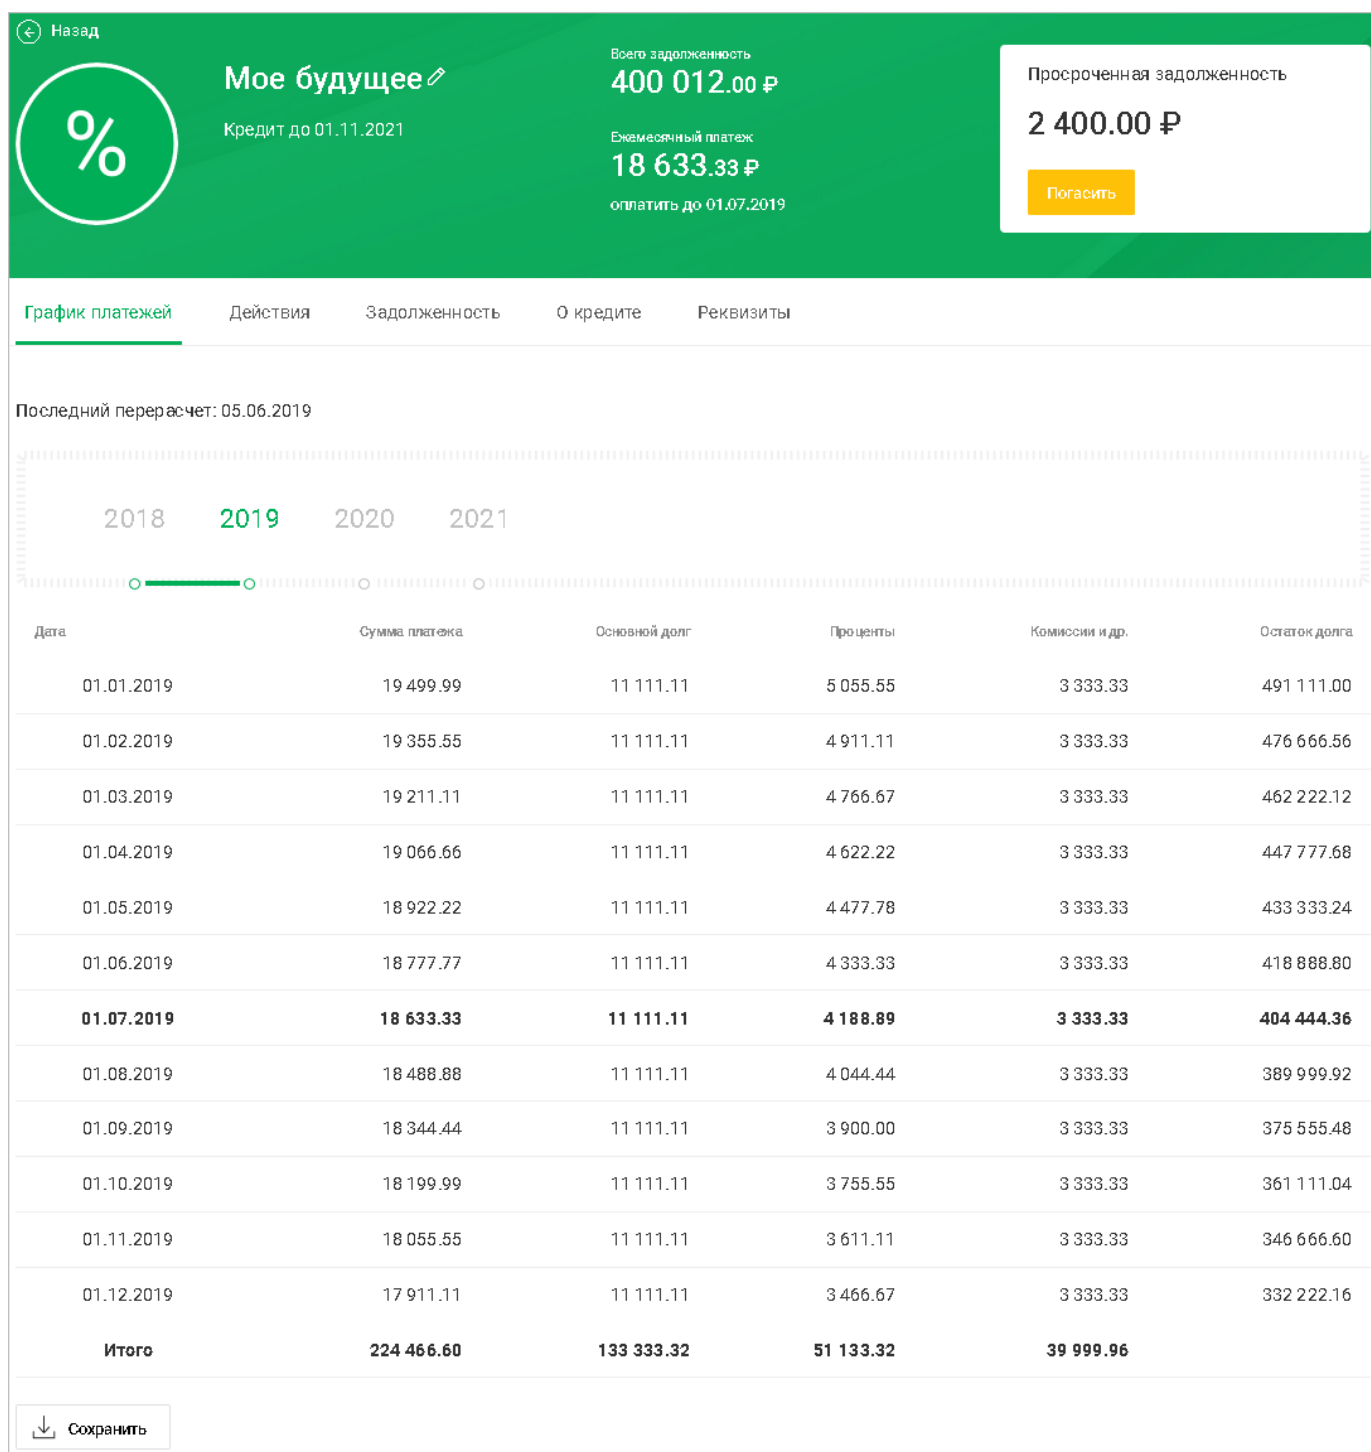 Назад
Мое будущее
Кредит до 01.11.2021
Всего задолженность
400 012.00 ₽
Ежемесячный платеж
18 633.33 ₽
оплатить до 01.07.2019
Просроченная задолженность
2 400.00 ₽
Погасить
%
График платежей Действия Задолженность О кредите Реквизиты
Последний перерасчет: 05.06.2019
2018 2019 2020 2021
Дата Сумма платежа Основной долг Проценты Комиссии и др. Остаток долга
01.01.2019 19 499.99 11 111.11 5 055.55 3 333.33 491 111.00
01.02.2019 19 355.55 11 111.11 4 911.11 3 333.33 476 666.56
01.03.2019 19 211.11 11 111.11 4 766.67 3 333.33 462 222.12
01.04.2019 19 066.66 11 111.11 4 622.22 3 333.33 447 777.68
01.05.2019 18 922.22 11 111.11 4 477.78 3 333.33 433 333.24
01.06.2019 18 777.77 11 111.11 4 333.33 3 333.33 418 888.80
01.07.2019 18 633.33 11 111.11 4 188.89 3 333.33 404 444.36
01.08.2019 18 488.88 11 111.11 4 044.44 3 333.33 389 999.92
01.09.2019 18 344.44 11 111.11 3 900.00 3 333.33 375 555.48
01.10.2019 18 199.99 11 111.11 3 755.55 3 333.33 361 111.04
01.11.2019 18 055.55 11 111.11 3 611.11 3 333.33 346 666.60
01.12.2019 17 911.11 11 111.11 3 466.67 3 333.33 332 222.16
Итого 224 466.60 133 333.32 51 133.32 39 999.96
Сохранить